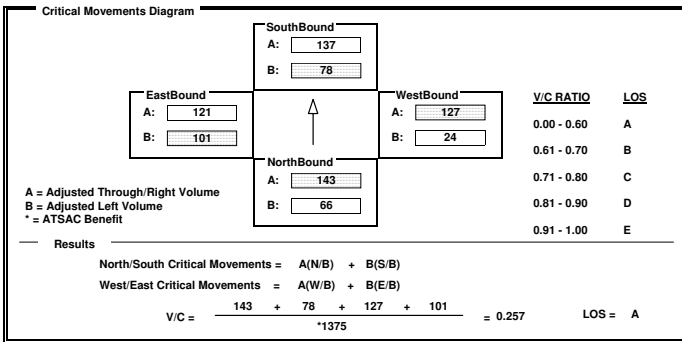 Critical Movements Diagram
SouthBound
A: 137
B: 78
EastBound
A: 121
B: 101
WestBound
A: 127
B: 24
NorthBound
A: 143
B: 66
V/C RATIO LOS
0.00 - 0.60 A
0.61 - 0.70 B
0.71 - 0.80 C
0.81 - 0.90 D
0.91 - 1.00 E
A = Adjusted Through/Right Volume
B = Adjusted Left Volume
* = ATSAC Benefit
Results
North/South Critical Movements = A(N/B) + B(S/B)
West/East Critical Movements = A(W/B) + B(E/B)
V/C = 143 + 78 + 127 + 101 = 0.257 LOS = A
*1375